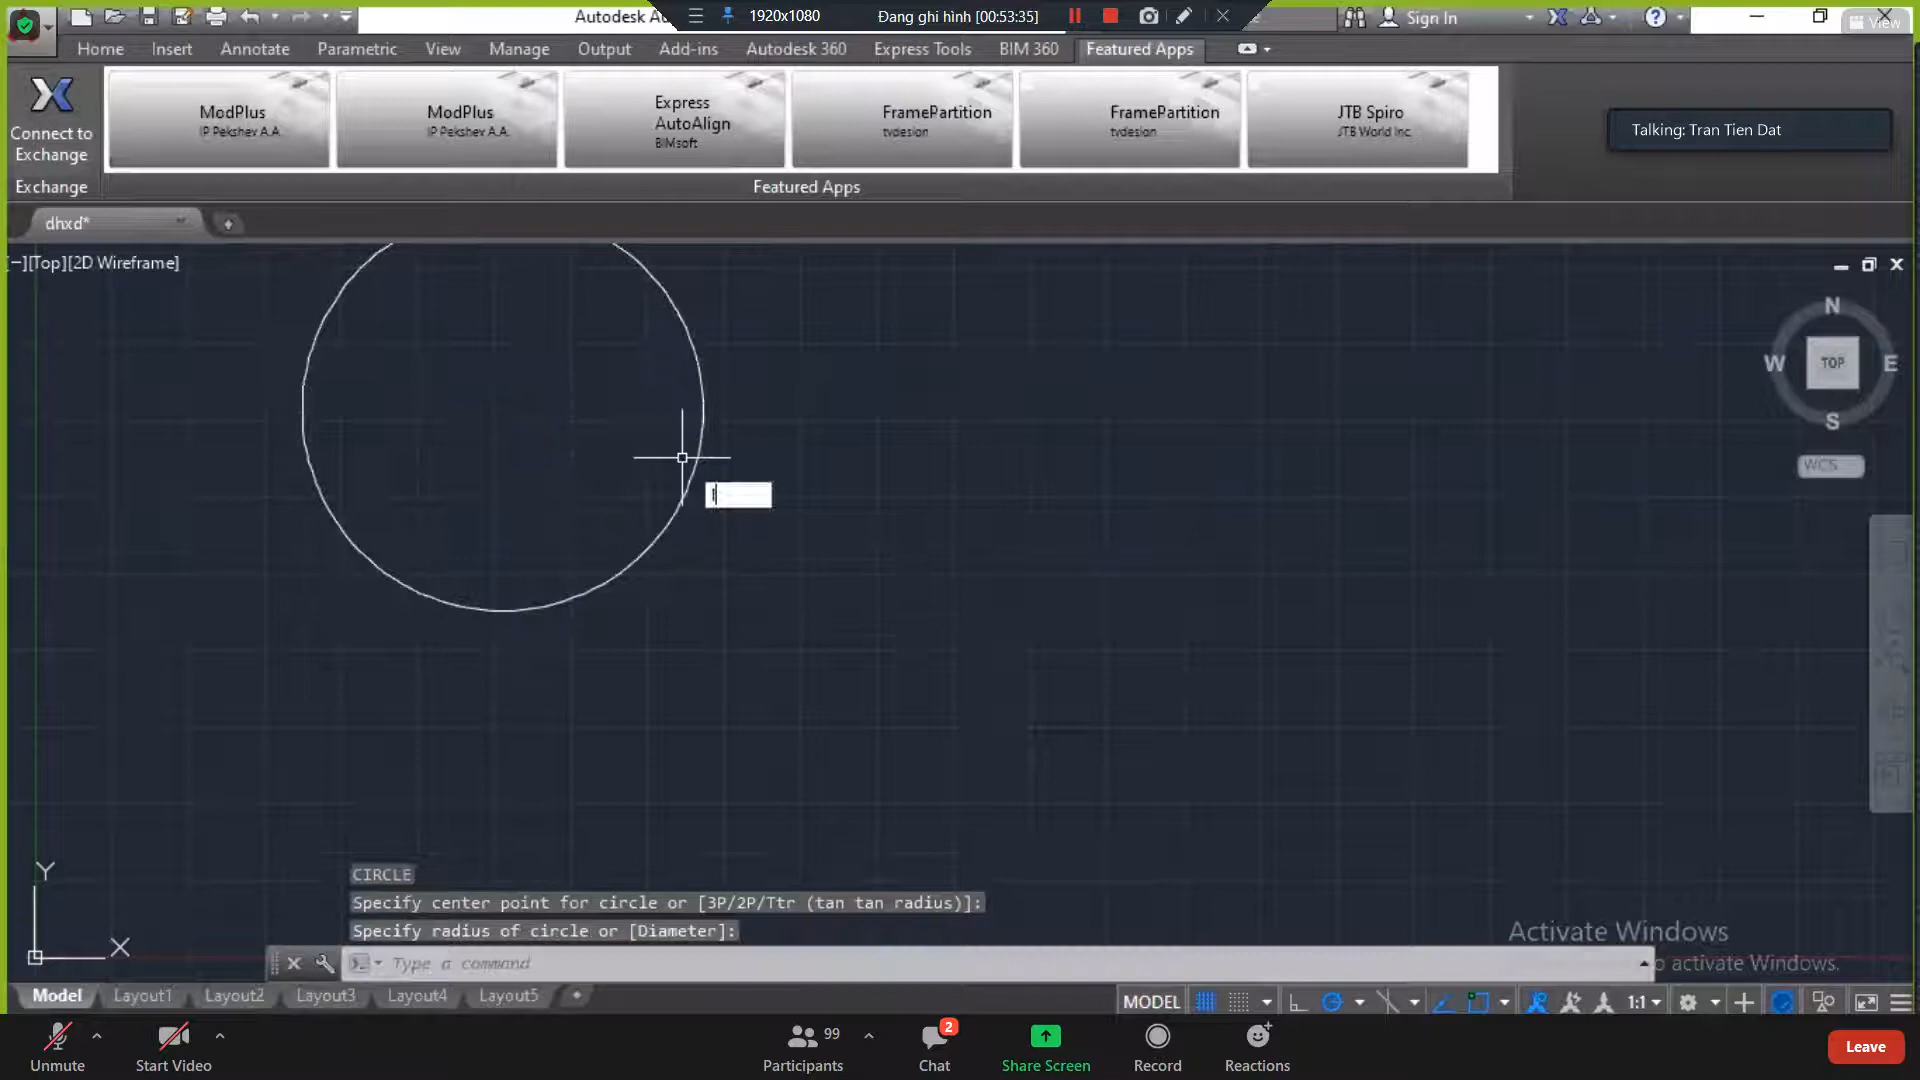 Autodesk Au
1920x1080
Đang ghi hình [00:53:35]
Sign In
View
Home
Insert
Annotate
Parametric
View
Manage
Output
Add-ins
Autodesk 360
Express Tools
BIM 360
Featured Apps
Connect to
Exchange
Exchange
ModPlus
IP Pekshev A.A.
ModPlus
IP Pekshev A.A.
Express
AutoAlign
BIMsoft
FramePartition
tvdesign
FramePartition
tvdesign
JTB Spiro
JTB World Inc.
Featured Apps
Talking: Tran Tien Dat
dhxd*
[−][Top][2D Wireframe]
N
W
TOP
E
S
WCS
Y
X
CIRCLE
Specify center point for circle or [3P/2P/Ttr (tan tan radius)]:
Specify radius of circle or [Diameter]:
Type a command
Activate Windows
o activate Windows.
Model
Layout1
Layout2
Layout3
Layout4
Layout5
MODEL
1:1
Unmute
Start Video
99
Participants
2
Chat
Share Screen
Record
Reactions
Leave